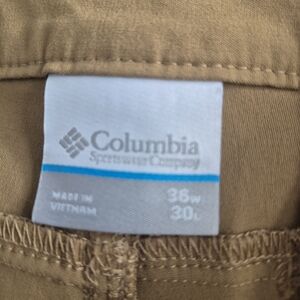 Columbia
Sportswear Company
MADE IN
VIETNAM
36W
30L